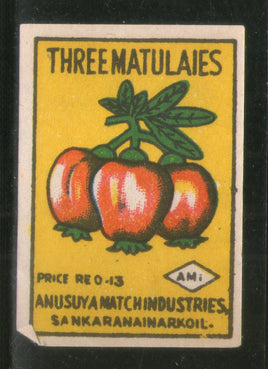 THREE MATULAIES
PRICE RE 0-13
AMi
ANUSUYA MATCH INDUSTRIES,
SANKARANAINARKOIL.